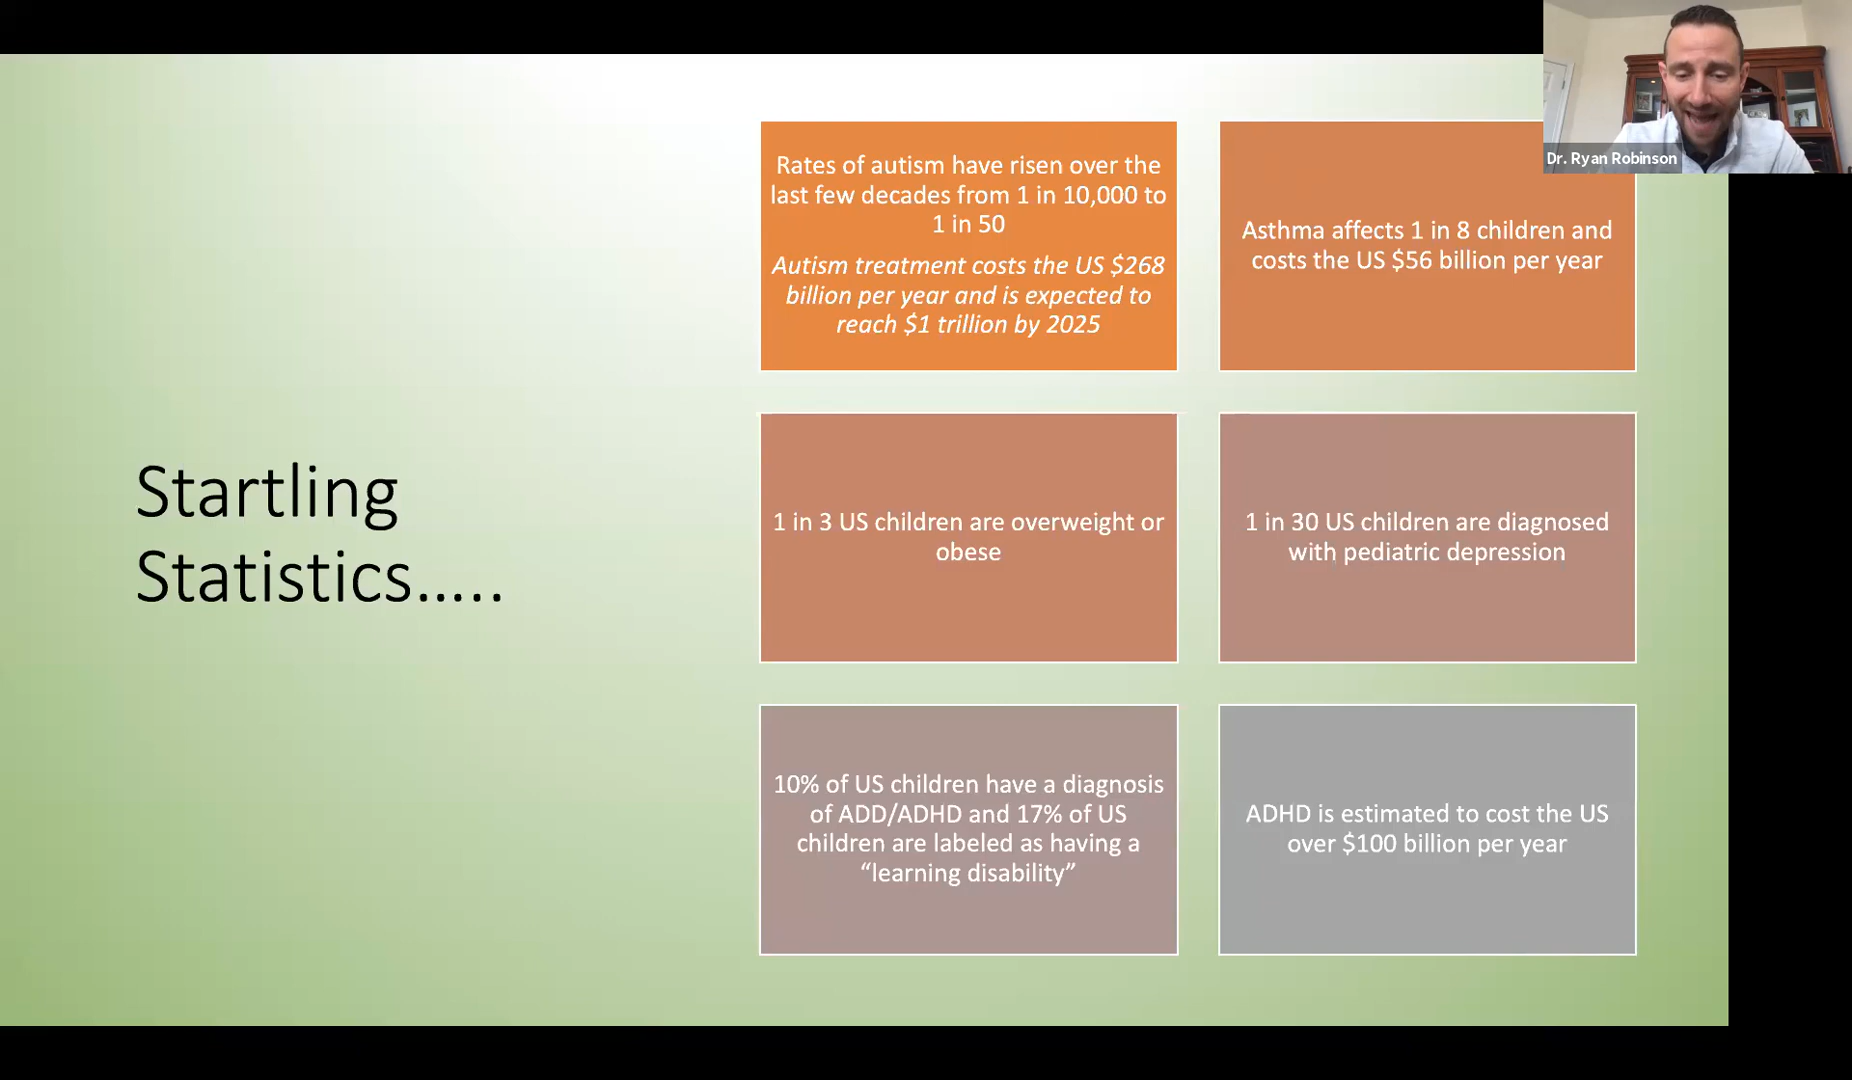 Dr. Ryan Robinson
Startling
Statistics.....
Rates of autism have risen over the
last few decades from 1 in 10,000 to
1 in 50
Autism treatment costs the US $268
billion per year and is expected to
reach $1 trillion by 2025
Asthma affects 1 in 8 children and
costs the US $56 billion per year
1 in 3 US children are overweight or
obese
1 in 30 US children are diagnosed
with pediatric depression
10% of US children have a diagnosis
of ADD/ADHD and 17% of US
children are labeled as having a
“learning disability”
ADHD is estimated to cost the US
over $100 billion per year